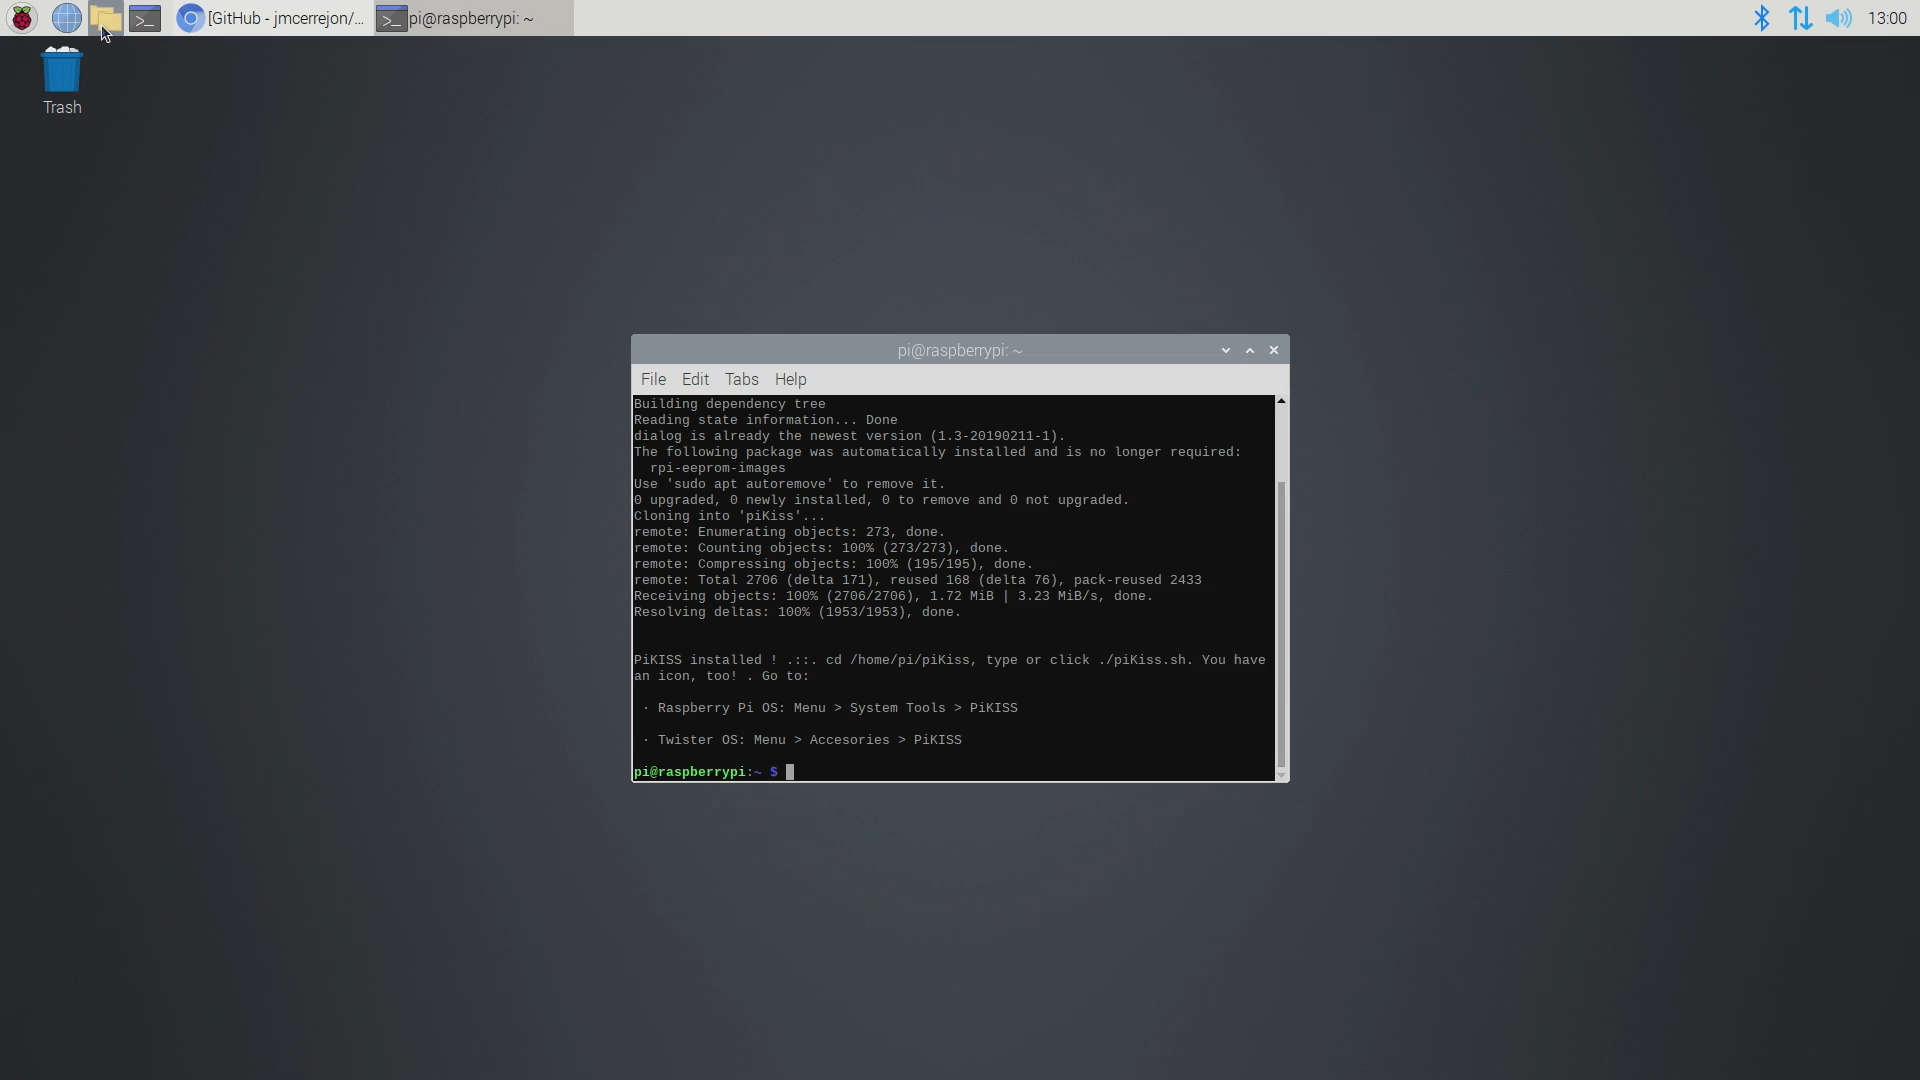 [GitHub - jmcerrejon/...
pi@raspberrypi: ~
13:00
Trash
pi@raspberrypi: ~
File Edit Tabs Help
Building dependency tree
Reading state information... Done
dialog is already the newest version (1.3-20190211-1).
The following package was automatically installed and is no longer required:
rpi-eeprom-images
Use 'sudo apt autoremove' to remove it.
0 upgraded, 0 newly installed, 0 to remove and 0 not upgraded.
Cloning into 'piKiss'...
remote: Enumerating objects: 273, done.
remote: Counting objects: 100% (273/273), done.
remote: Compressing objects: 100% (195/195), done.
remote: Total 2706 (delta 171), reused 168 (delta 76), pack-reused 2433
Receiving objects: 100% (2706/2706), 1.72 MiB | 3.23 MiB/s, done.
Resolving deltas: 100% (1953/1953), done.
PiKISS installed ! .::. cd /home/pi/piKiss, type or click ./piKiss.sh. You have
an icon, too! . Go to:
· Raspberry Pi OS: Menu > System Tools > PiKISS
· Twister OS: Menu > Accesories > PiKISS
pi@raspberrypi:~ $